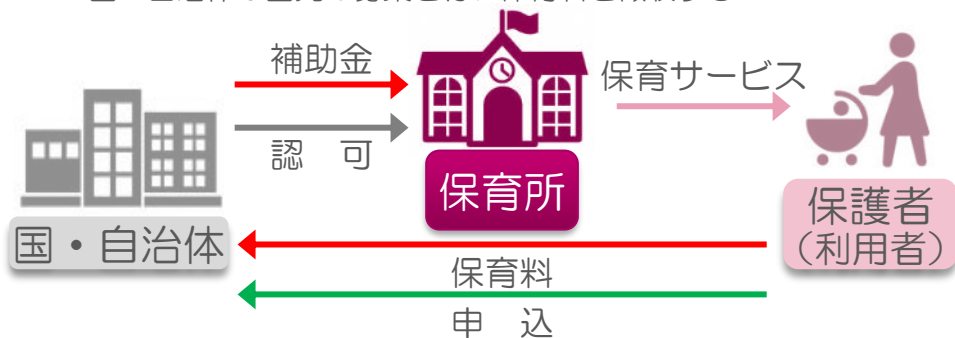 補助金
認 可
保育サービス
保育所
国・自治体
保護者
(利用者)
保育料
申 込